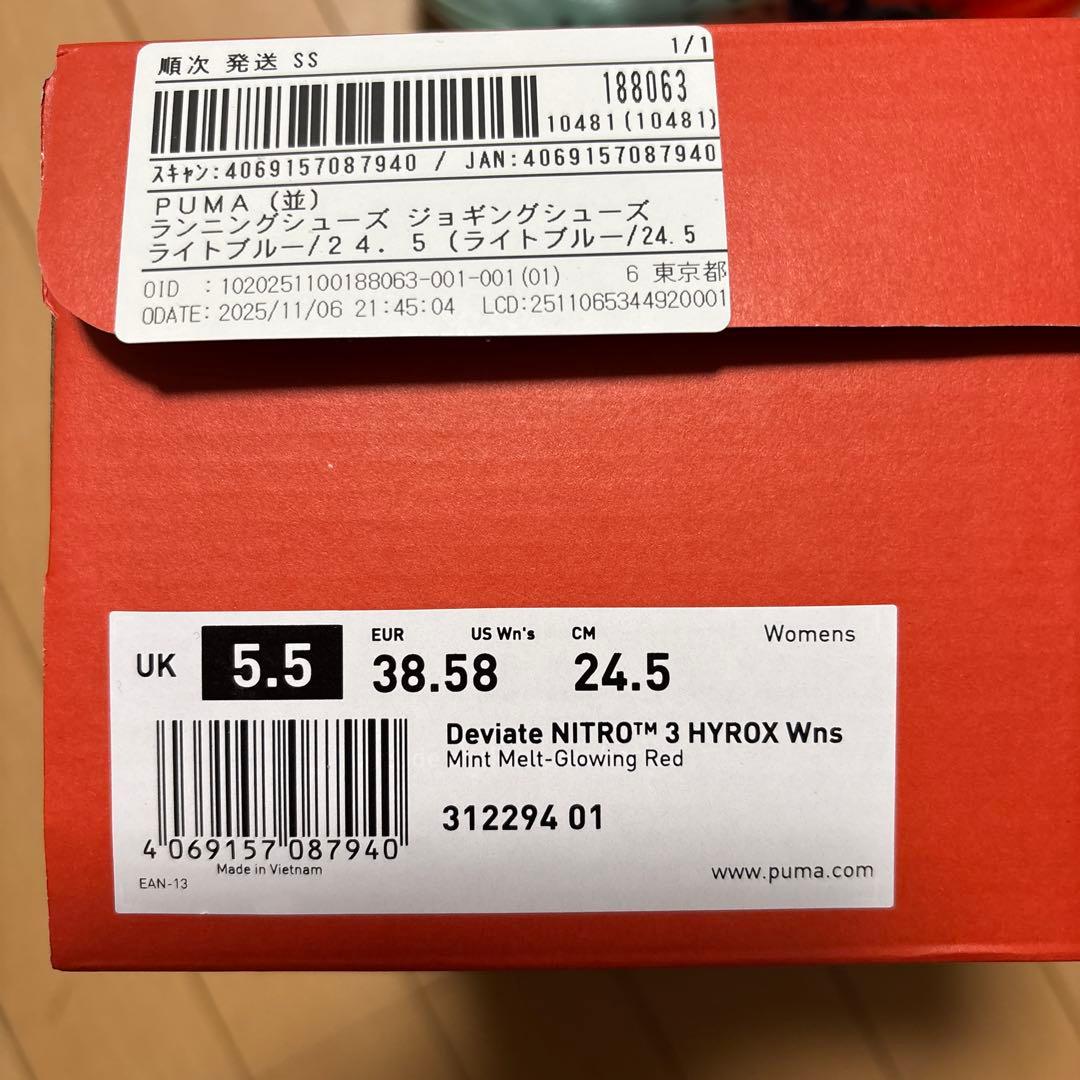 順次 発送 SS
1/1
188063
10481(10481)
スキャン:4069157087940 / JAN:4069157087940
PUMA (並)
ランニングシューズ ジョギングシューズ
ライトブルー/24.5 (ライトブルー/24.5
OID :1020251100188063-001-001(01) 6 東京都
ODATE:2025/11/06 21:45:04 LCD:2511065344920001
UK 5.5
EUR US Wn's CM Womens
38.58 24.5
Deviate NITRO™ 3 HYROX Wns
Mint Melt-Glowing Red
312294 01
4 069157 087940
Made in Vietnam
EAN-13
www.puma.com